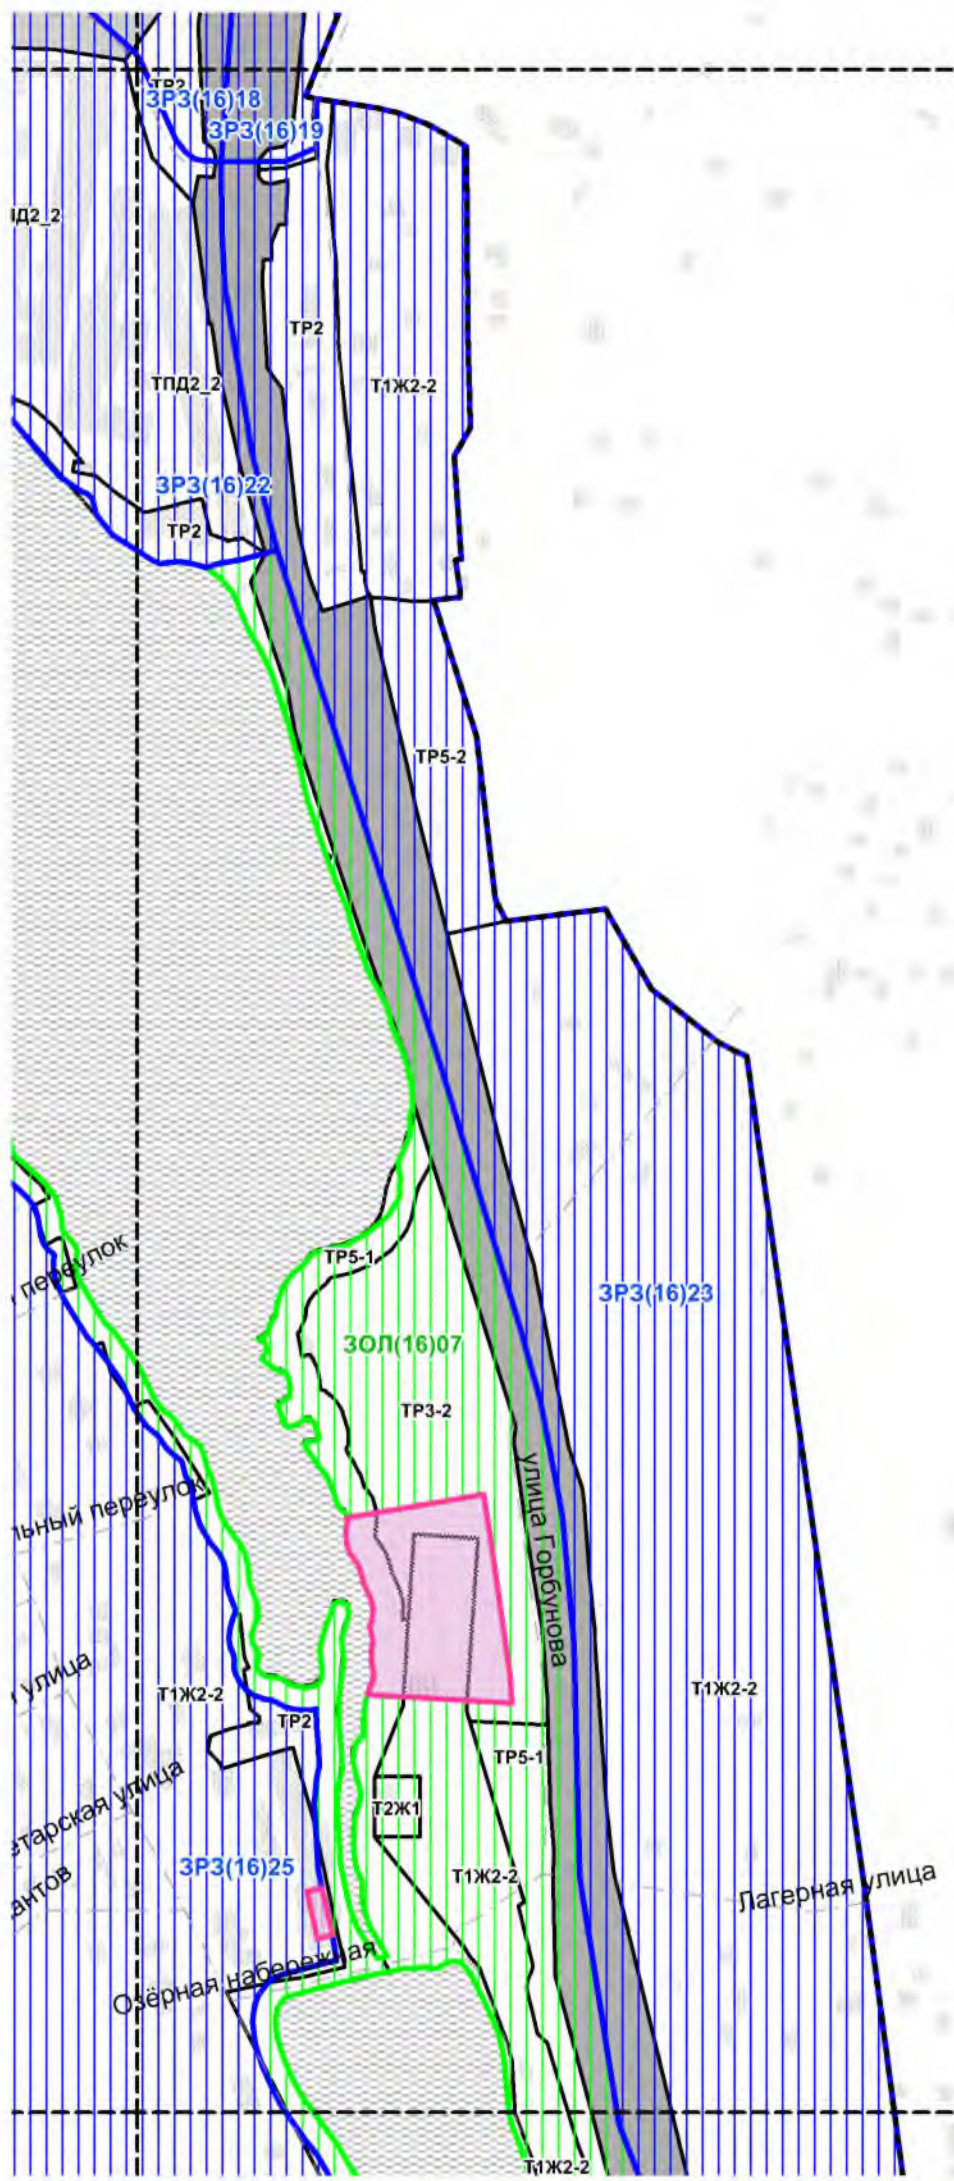 ТР2
ЗРЗ(16)18
ЗРЗ(16)19
Д2_2
ТР2
ТПД2_2
Т1Ж2-2
ЗРЗ(16)22
ТР2
ТР5-2
переулок
ТР5-1
ЗРЗ(16)23
ЗОЛ(16)07
ТР3-2
улица Горбунова
льный переулок
улица
Т1Ж2-2
Т1Ж2-2
ТР2
ТР5-1
етарская улица
Т2Ж1
ЗРЗ(16)25
Т1Ж2-2
антов
Лагерная улица
Озёрная набережная
Т1Ж2-2